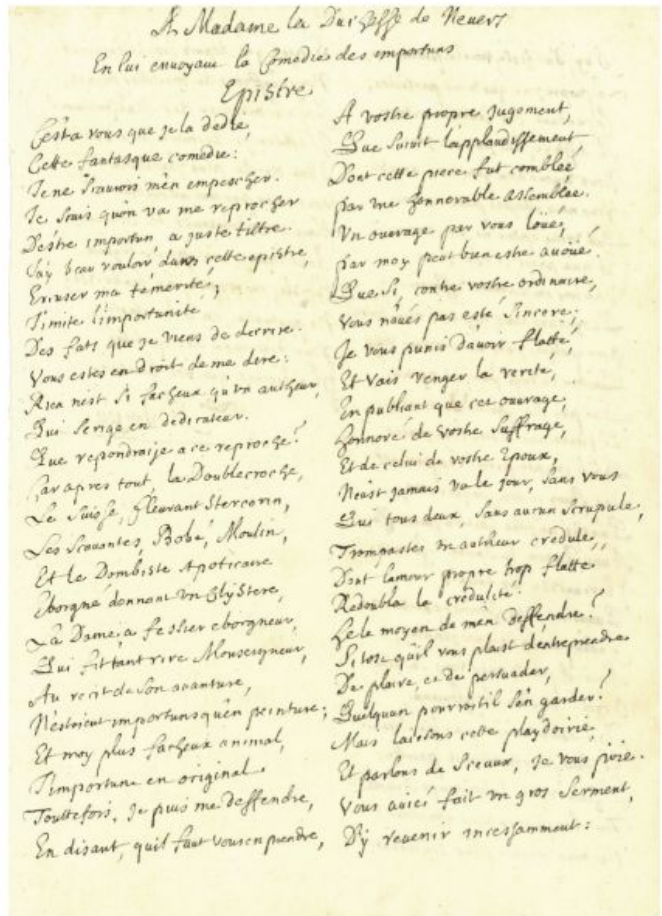 A Madame la Duchesse de Nevers
En lui envoyant la Comedie des importuns
Epistre
C'est a vous que je la dedie,
Cette fantasque comedie:
Je ne scaurois m'en empescher.
Je scais qu'on va me reprocher
D'estre importun, a juste tiltre.
J'ay beau vouloir dans cette epistre,
Excuser ma temerité;
J'imite l'importunité
Des fats que je viens de decrire.
Vous estes en droit de me dire:
Rien n'est si facheux qu'un autheur,
Qui s'erige en dedicateur.
Que repondraije a ce reproche?
Car apres tout, la Doublecroche,
Le Suisse, fleurant Stercorin,
Les Scavantes, Bobé, Moulin,
Et le Dombiste Apoticaire
Eborgné donnant un Clystere,
La Dame, a fessier eborgneur,
Qui fit tant rire Monseigneur,
Au recit de son avanture,
N'estoient importuns qu'en peinture;
Et moy plus facheux animal,
J'importune en original.
Touttefois, je puis me deffendre,
En disant, qu'il faut vous en prendre,
A vostre propre jugement,
Que suivit l'applaudissement,
Dont cette piece fut comblée
par une honnorable assemblée.
Un ouvrage par vous loüé,
par moy peut bien estre avoüé.
Que si, contre vostre ordinaire,
Vous n'avés pas esté sincere;
Je vous punis d'avoir flatté,
Et vais venger la verité,
En publiant que cet ouvrage,
Honnoré de vostre suffrage,
Et de celui de vostre Epoux,
N'eust jamais vu le jour, sans vous
Qui tous deux, sans aucun scrupule,
Trompastes un autheur credule,
Dont l'amour propre trop flatté
Redoubla la credulité.
He le moyen de m'en deffendre?
Si tost qu'il vous plaist d'entreprendre
De plaire, et de persuader,
Quelqu'un pourroit il s'en garder?
Mais laissons cette playdoirie,
Et parlons de Sceaux, je vous prie.
Vous aviés fait un gros serment,
D'y revenir incessamment: